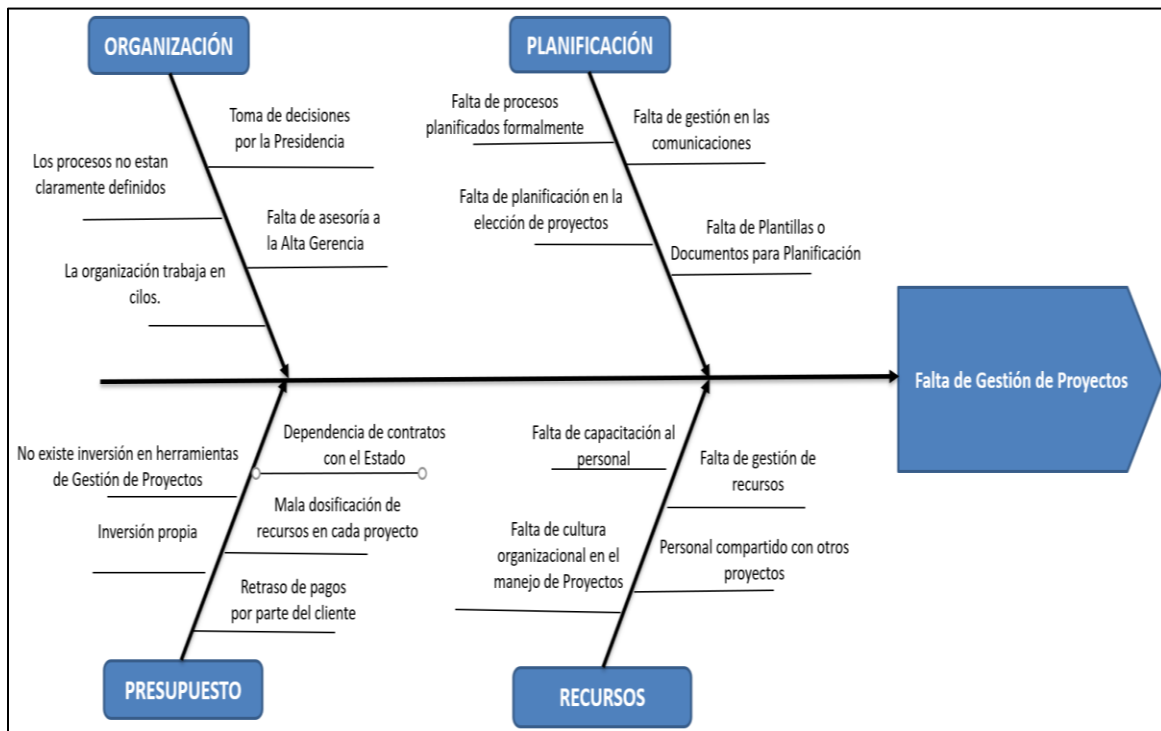 ORGANIZACIÓN
PLANIFICACIÓN
Toma de decisiones
por la Presidencia
Los procesos no estan
claramente definidos
Falta de asesoría a
la Alta Gerencia
La organización trabaja en
cilos.
Falta de procesos
planificados formalmente
Falta de gestión en las
comunicaciones
Falta de planificación en la
elección de proyectos
Falta de Plantillas o
Documentos para Planificación
Falta de Gestión de Proyectos
No existe inversión en herramientas
de Gestión de Proyectos
Dependencia de contratos
con el Estado
Inversión propia
Mala dosificación de
recursos en cada proyecto
Retraso de pagos
por parte del cliente
Falta de capacitación al
personal
Falta de gestión de
recursos
Falta de cultura
organizacional en el
manejo de Proyectos
Personal compartido con otros
proyectos
PRESUPUESTO
RECURSOS